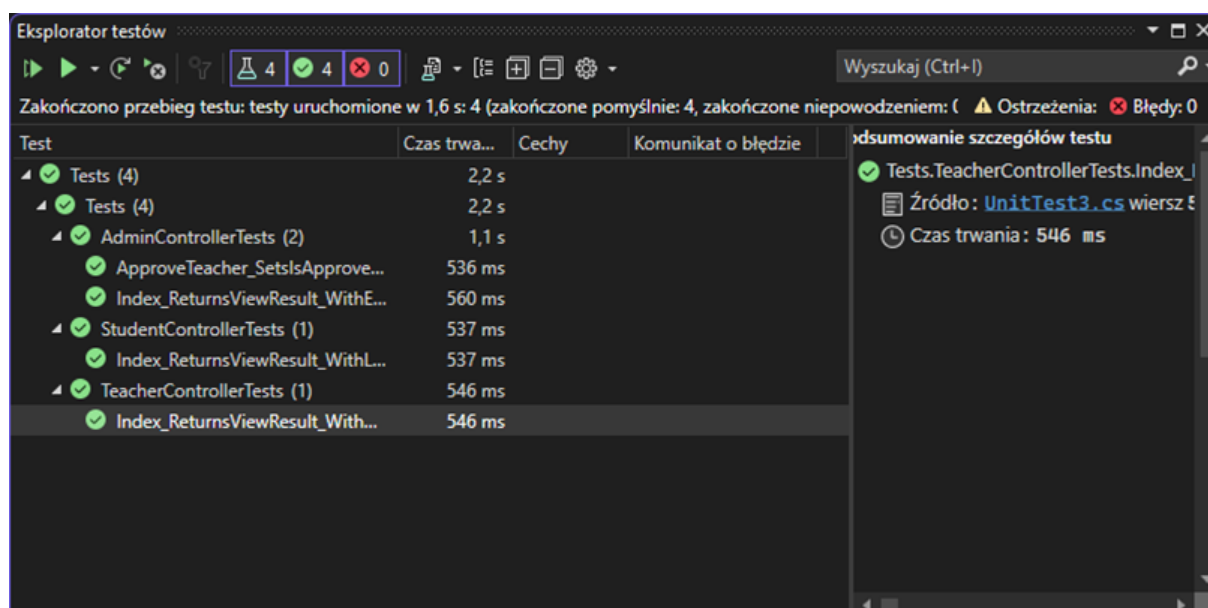 Eksplorator testów
4 4 0
Wyszukaj (Ctrl+I)
Zakończono przebieg testu: testy uruchomione w 1,6 s: 4 (zakończone pomyślnie: 4, zakończone niepowodzeniem: ( Ostrzeżenia: Błędy: 0
Test Czas trwa... Cechy Komunikat o błędzie
Tests (4) 2,2 s
Tests (4) 2,2 s
AdminControllerTests (2) 1,1 s
ApproveTeacher_SetsIsApprove... 536 ms
Index_ReturnsViewResult_WithE... 560 ms
StudentControllerTests (1) 537 ms
Index_ReturnsViewResult_WithL... 537 ms
TeacherControllerTests (1) 546 ms
Index_ReturnsViewResult_With... 546 ms
odsumowanie szczegółów testu
Tests.TeacherControllerTests.Index_
Źródło: UnitTest3.cs wiersz 5
Czas trwania: 546 ms